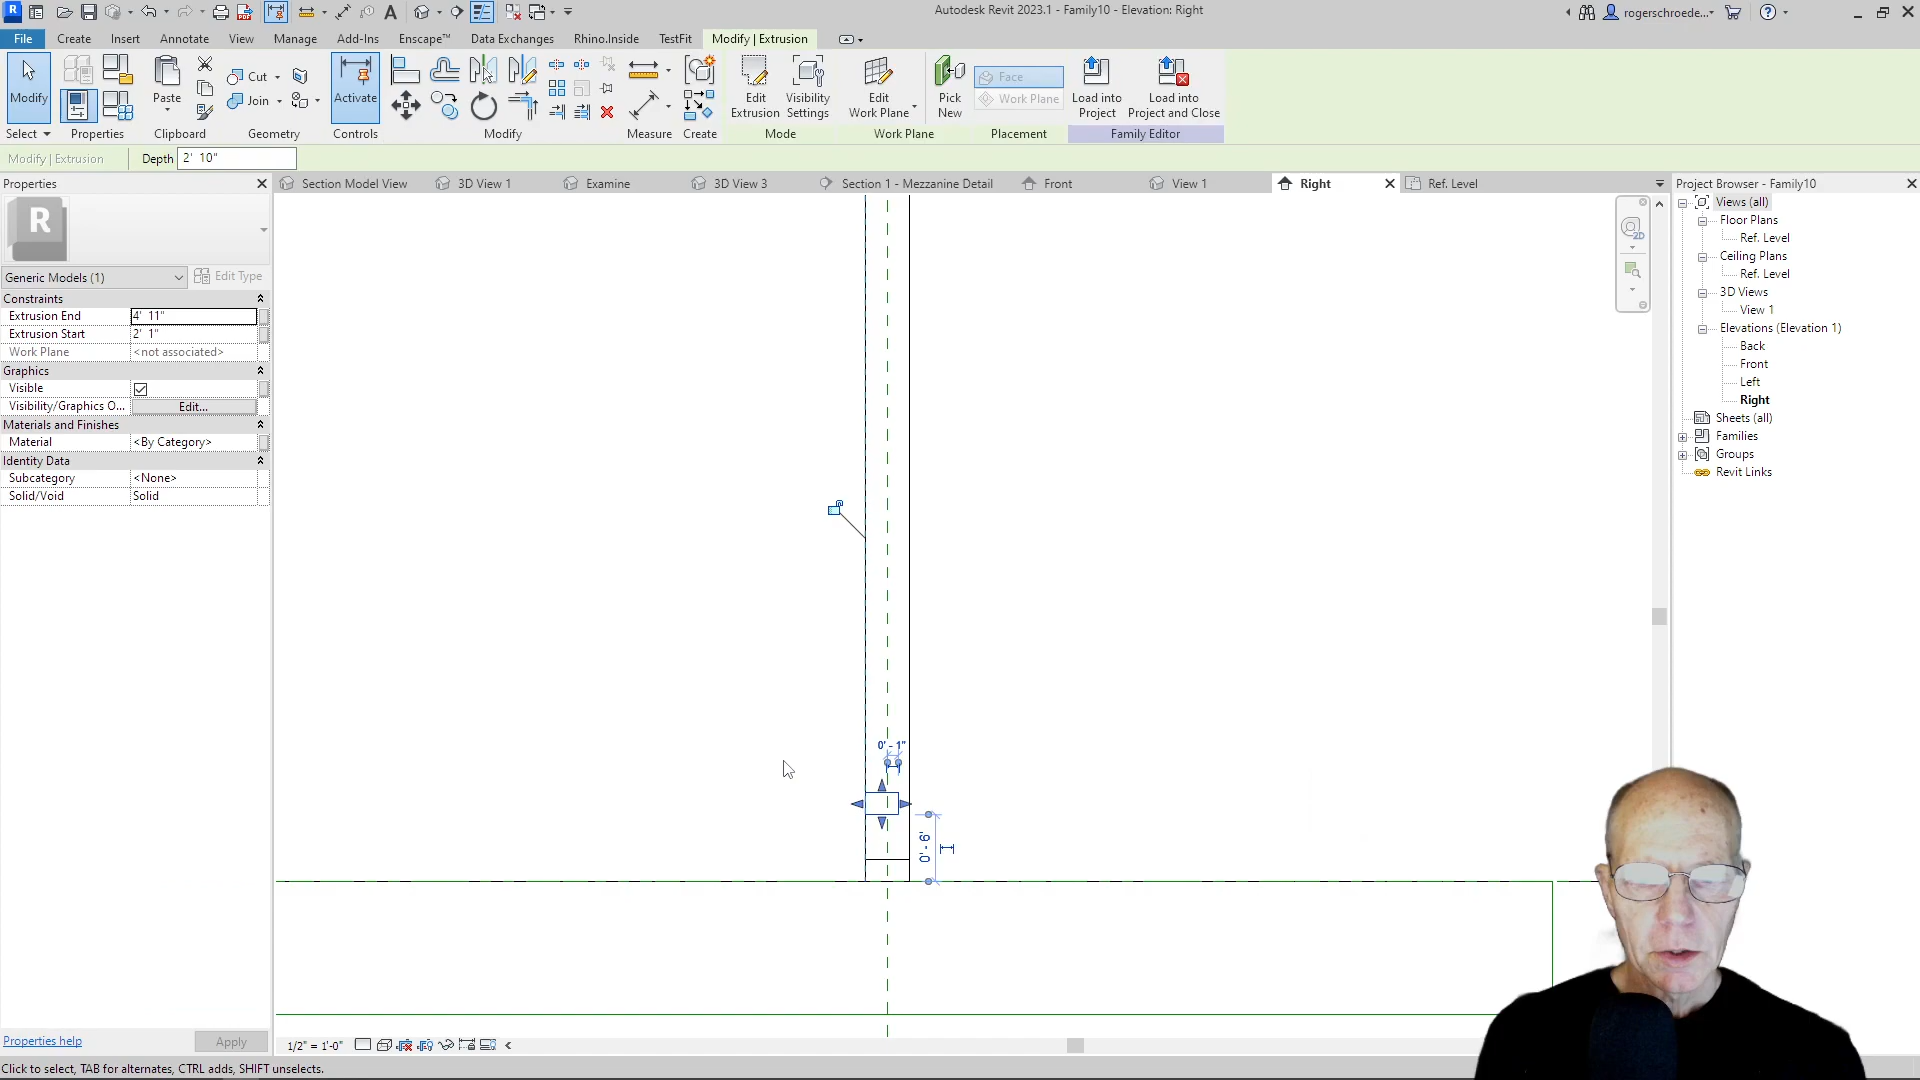 Autodesk Revit 2023.1 - Family10 - Elevation: Right
rogerschroede...
File Create Insert Annotate View Manage Add-Ins Enscape™ Data Exchanges Rhino.Inside TestFit Modify | Extrusion
Modify
Paste
Cut
Join
Activate
Edit Extrusion
Visibility Settings
Edit Work Plane
Pick New
Face
Work Plane
Load into Project
Load into Project and Close
Select Properties Clipboard Geometry Controls Modify Measure Create Mode Work Plane Placement Family Editor
Modify | Extrusion Depth 2' 10"
Properties
Section Model View 3D View 1 Examine 3D View 3 Section 1 - Mezzanine Detail Front View 1 Right Ref. Level
Project Browser - Family10
R
Generic Models (1) Edit Type
Constraints
Extrusion End 4' 11"
Extrusion Start 2' 1"
Work Plane <not associated>
Graphics
Visible
Visibility/Graphics O... Edit...
Materials and Finishes
Material <By Category>
Identity Data
Subcategory <None>
Solid/Void Solid
Views (all)
Floor Plans
Ref. Level
Ceiling Plans
Ref. Level
3D Views
View 1
Elevations (Elevation 1)
Back
Front
Left
Right
Sheets (all)
Families
Groups
Revit Links
2D
0' - 1"
0' - 9"
Properties help Apply
1/2" = 1'-0"
Click to select, TAB for alternates, CTRL adds, SHIFT unselects.